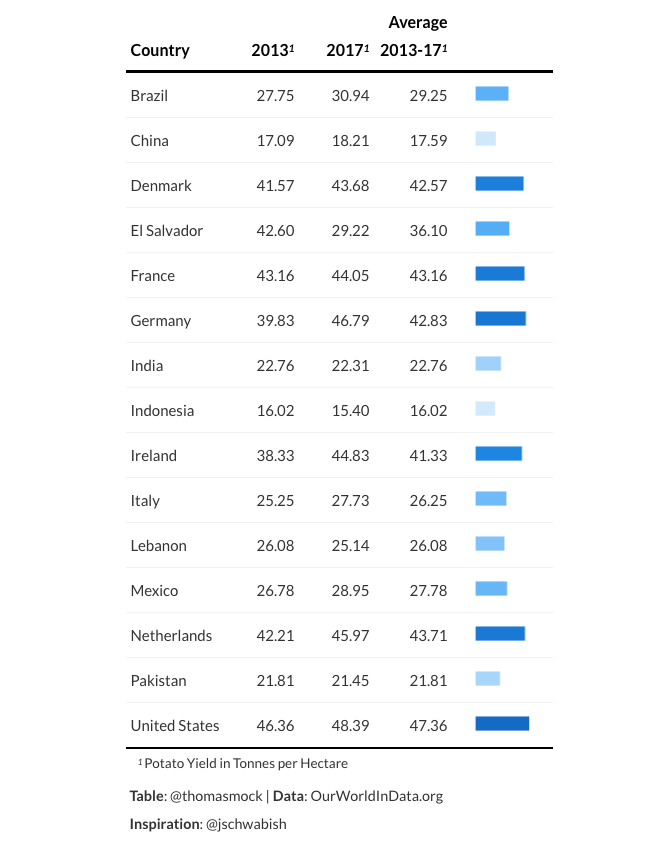 Average
Country 2013¹ 2017¹ 2013-17¹
Brazil 27.75 30.94 29.25
China 17.09 18.21 17.59
Denmark 41.57 43.68 42.57
El Salvador 42.60 29.22 36.10
France 43.16 44.05 43.16
Germany 39.83 46.79 42.83
India 22.76 22.31 22.76
Indonesia 16.02 15.40 16.02
Ireland 38.33 44.83 41.33
Italy 25.25 27.73 26.25
Lebanon 26.08 25.14 26.08
Mexico 26.78 28.95 27.78
Netherlands 42.21 45.97 43.71
Pakistan 21.81 21.45 21.81
United States 46.36 48.39 47.36
¹ Potato Yield in Tonnes per Hectare
Table: @thomasmock | Data: OurWorldInData.org
Inspiration: @jschwabish